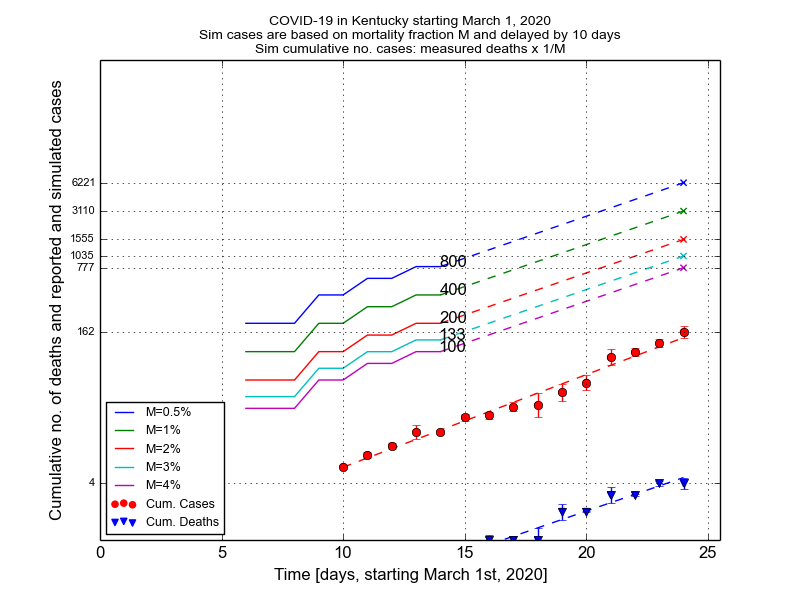 COVID-19 in Kentucky starting March 1, 2020
Sim cases are based on mortality fraction M and delayed by 10 days
Sim cumulative no. cases: measured deaths x 1/M
Cumulative no. of deaths and reported and simulated cases
6221
3110
1555
1035
777
162
4
800
400
200
133
100
M=0.5%
M=1%
M=2%
M=3%
M=4%
Cum. Cases
Cum. Deaths
0 5 10 15 20 25
Time [days, starting March 1st, 2020]